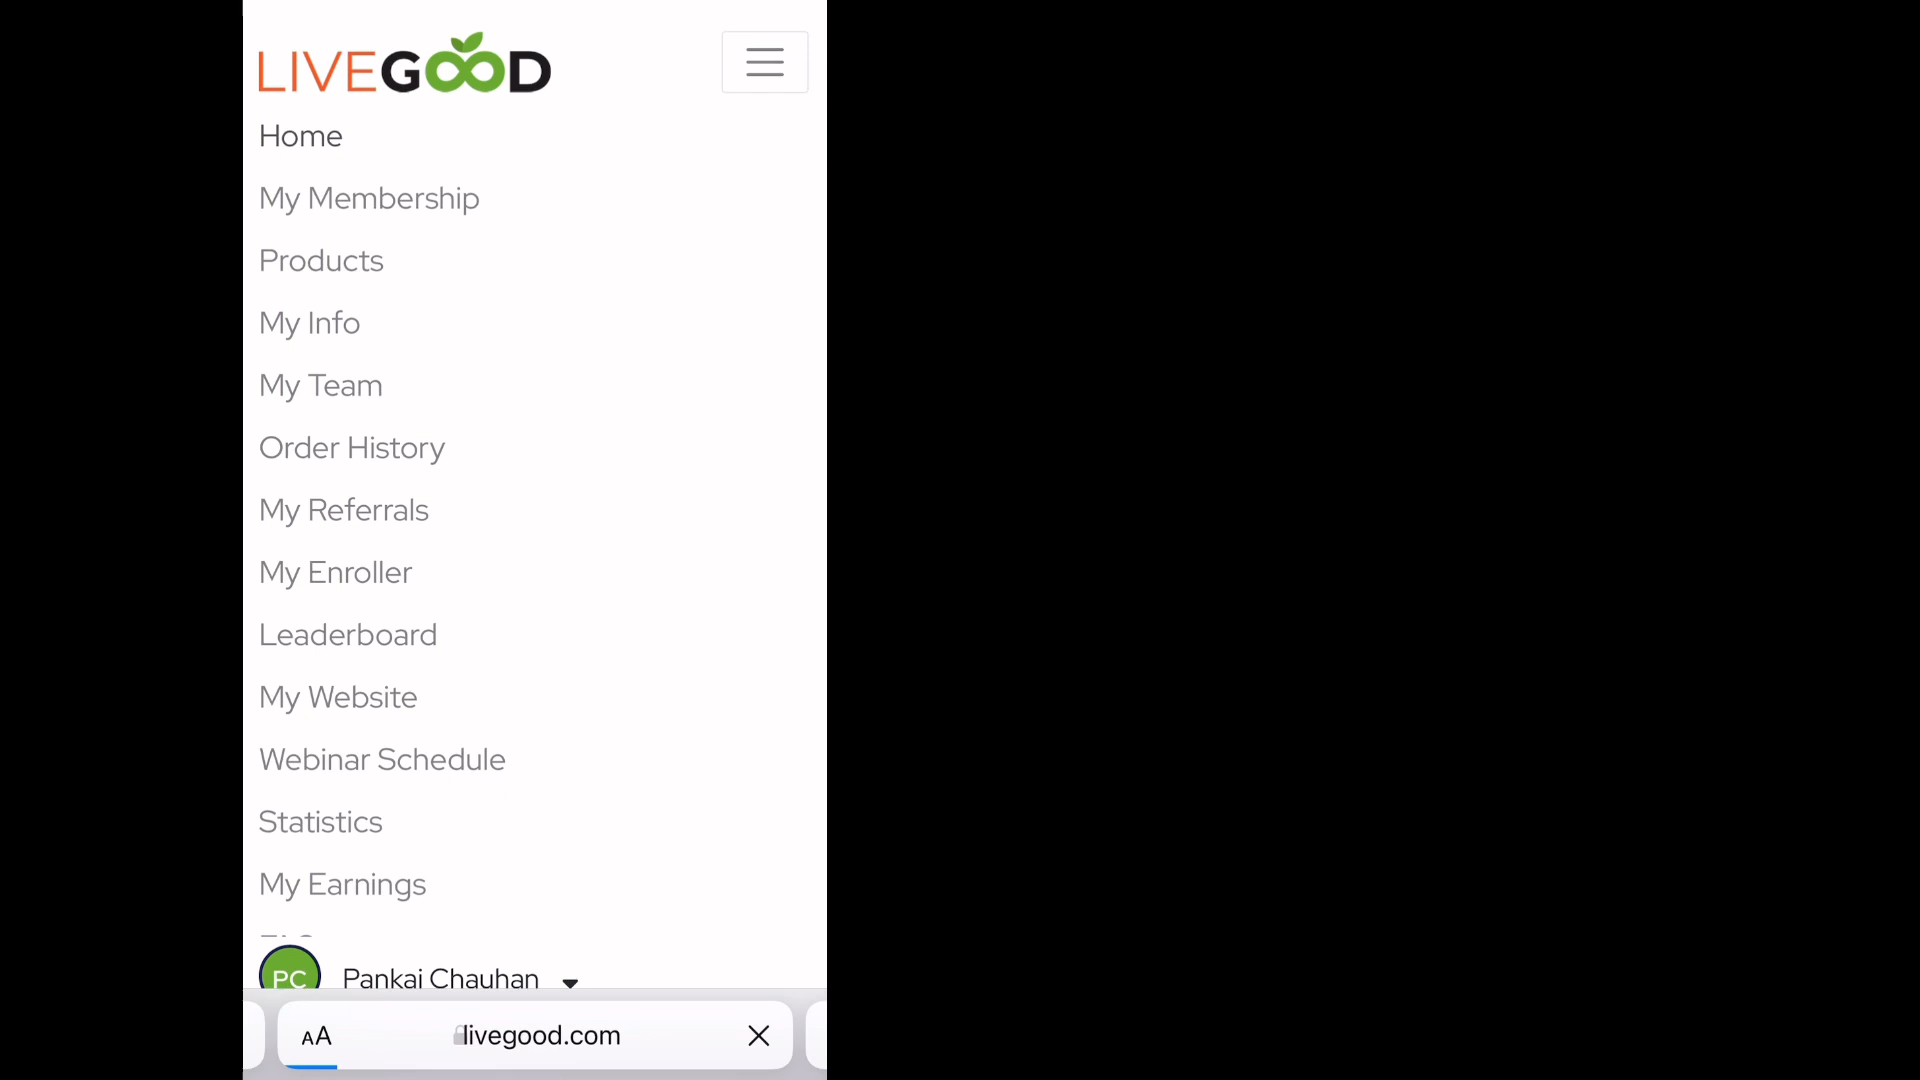 LIVEGOOD
Home
My Membership
Products
My Info
My Team
Order History
My Referrals
My Enroller
Leaderboard
My Website
Webinar Schedule
Statistics
My Earnings
PC Pankaj Chauhan
AA livegood.com